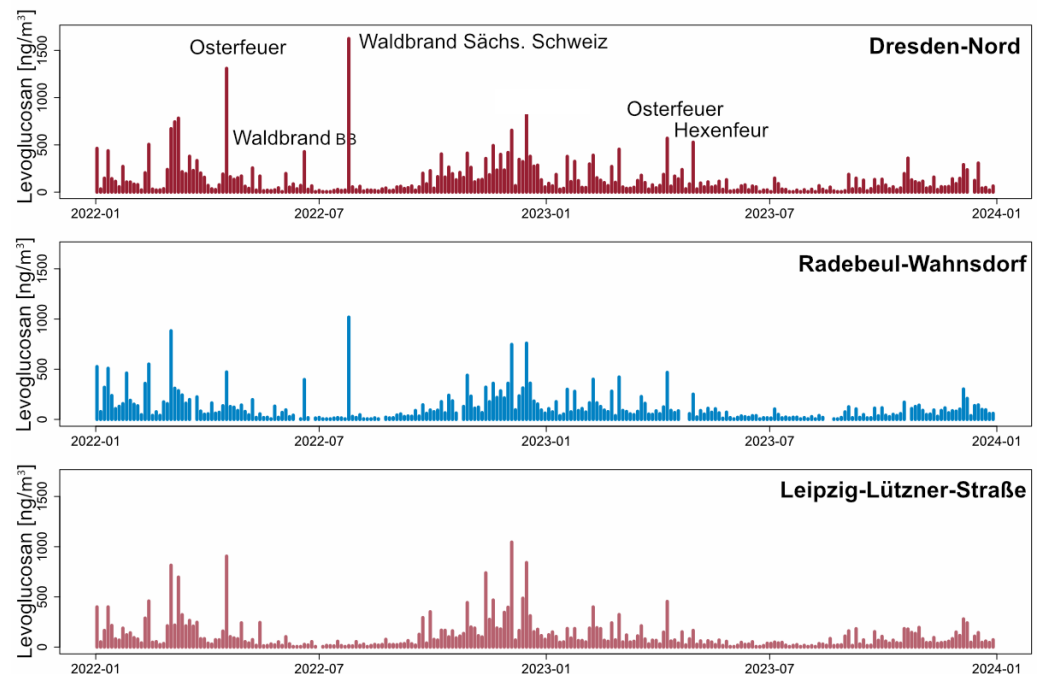 Levoglucosan [ng/m³]
0
500
1000
1500
Dresden-Nord
Osterfeuer
Waldbrand BB
Waldbrand Sächs. Schweiz
Osterfeuer
Hexenfeur
2022-01
2022-07
2023-01
2023-07
2024-01
Levoglucosan [ng/m³]
0
500
1000
1500
Radebeul-Wahnsdorf
2022-01
2022-07
2023-01
2023-07
2024-01
Levoglucosan [ng/m³]
0
500
1000
1500
Leipzig-Lützner-Straße
2022-01
2022-07
2023-01
2023-07
2024-01